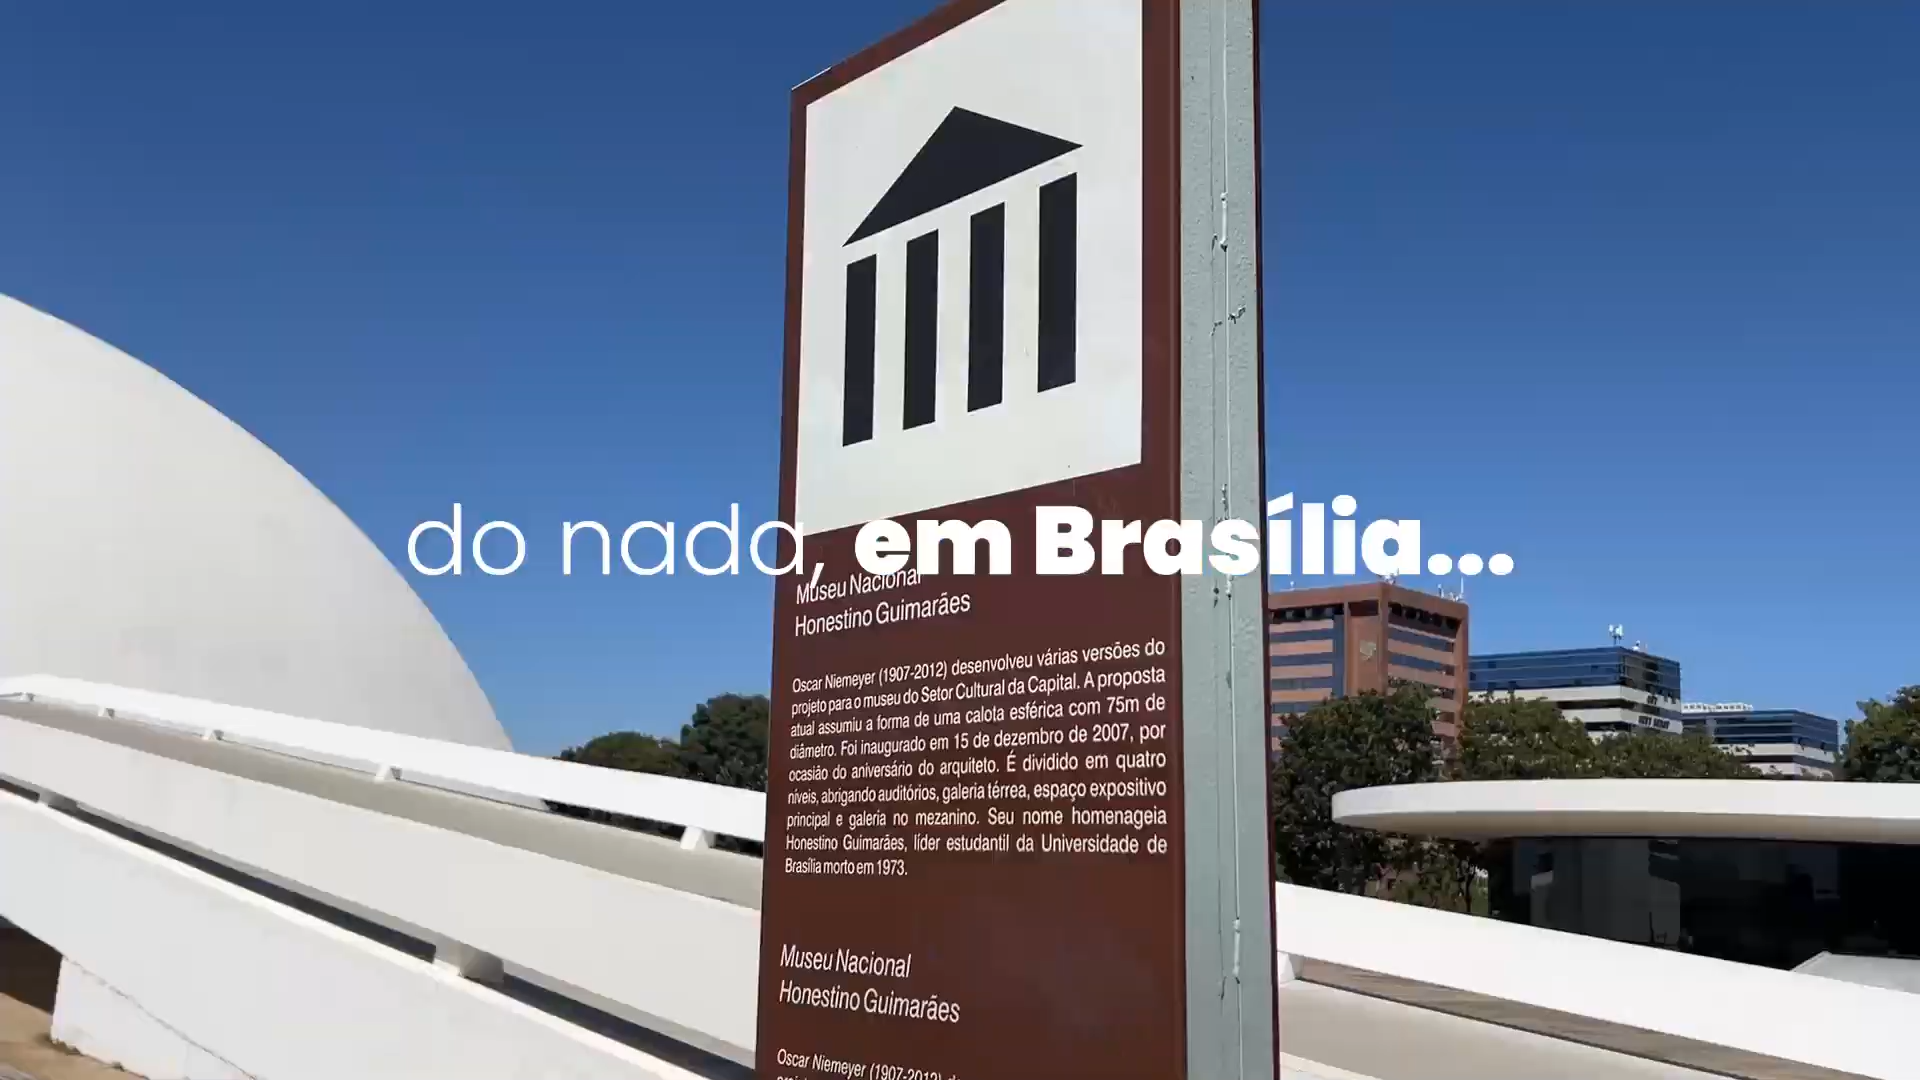 do nada, em Brasília...
Museu Nacional
Honestino Guimarães
Oscar Niemeyer (1907-2012) desenvolveu várias versões do
projeto para o museu do Setor Cultural da Capital. A proposta
atual assumiu a forma de uma calota esférica com 75m de
diâmetro. Foi inaugurado em 15 de dezembro de 2007, por
ocasião do aniversário do arquiteto. É dividido em quatro
níveis, abrigando auditórios, galeria térrea, espaço expositivo
principal e galeria no mezanino. Seu nome homenageia
Honestino Guimarães, líder estudantil da Universidade de
Brasília morto em 1973.
Museu Nacional
Honestino Guimarães
Oscar Niemeyer (1907-2012)